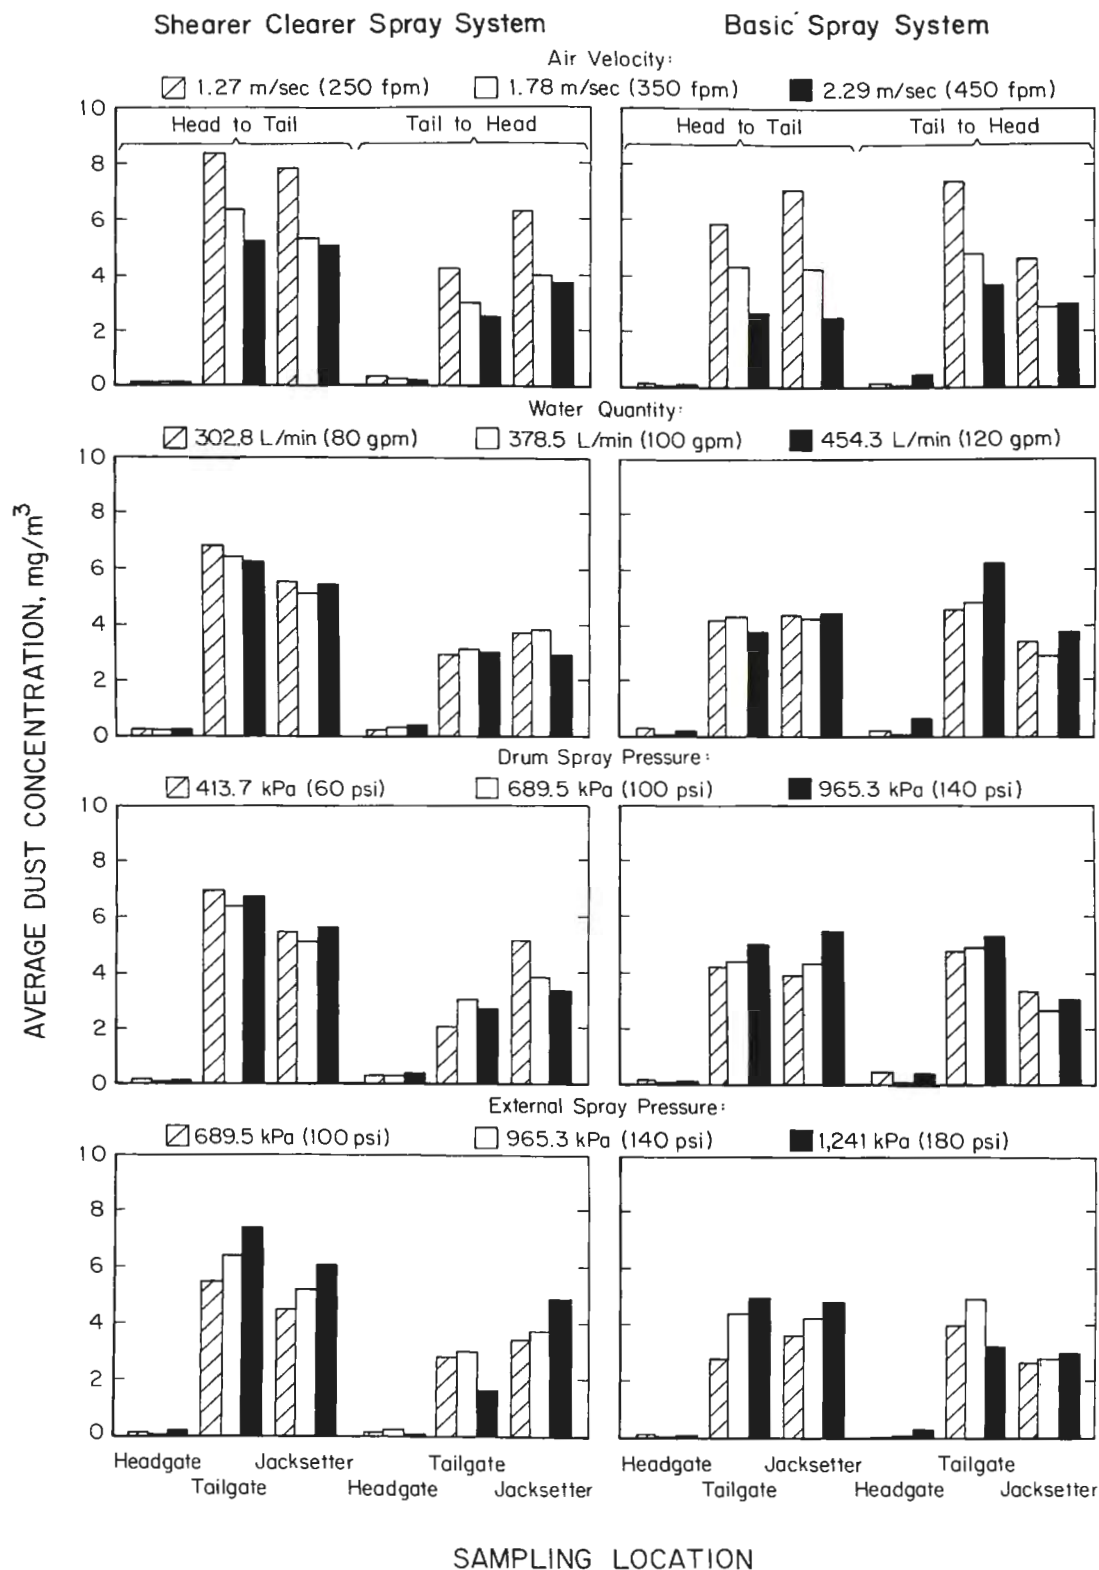 Shearer Clearer Spray System Basic Spray System
Air Velocity:
1.27 m/sec (250 fpm) 1.78 m/sec (350 fpm) 2.29 m/sec (450 fpm)
10
Head to Tail Tail to Head Head to Tail Tail to Head
8
6
4
2
0
Water Quantity:
302.8 L/min (80 gpm) 378.5 L/min (100 gpm) 454.3 L/min (120 gpm)
10
8
6
4
2
0
Drum Spray Pressure:
413.7 kPa (60 psi) 689.5 kPa (100 psi) 965.3 kPa (140 psi)
10
8
6
4
2
0
External Spray Pressure:
689.5 kPa (100 psi) 965.3 kPa (140 psi) 1,241 kPa (180 psi)
10
8
6
4
2
0
AVERAGE DUST CONCENTRATION, mg/m³
Headgate Jacksetter Tailgate Headgate Jacksetter Tailgate
Tailgate Headgate Jacksetter Tailgate Headgate Jacksetter
SAMPLING LOCATION